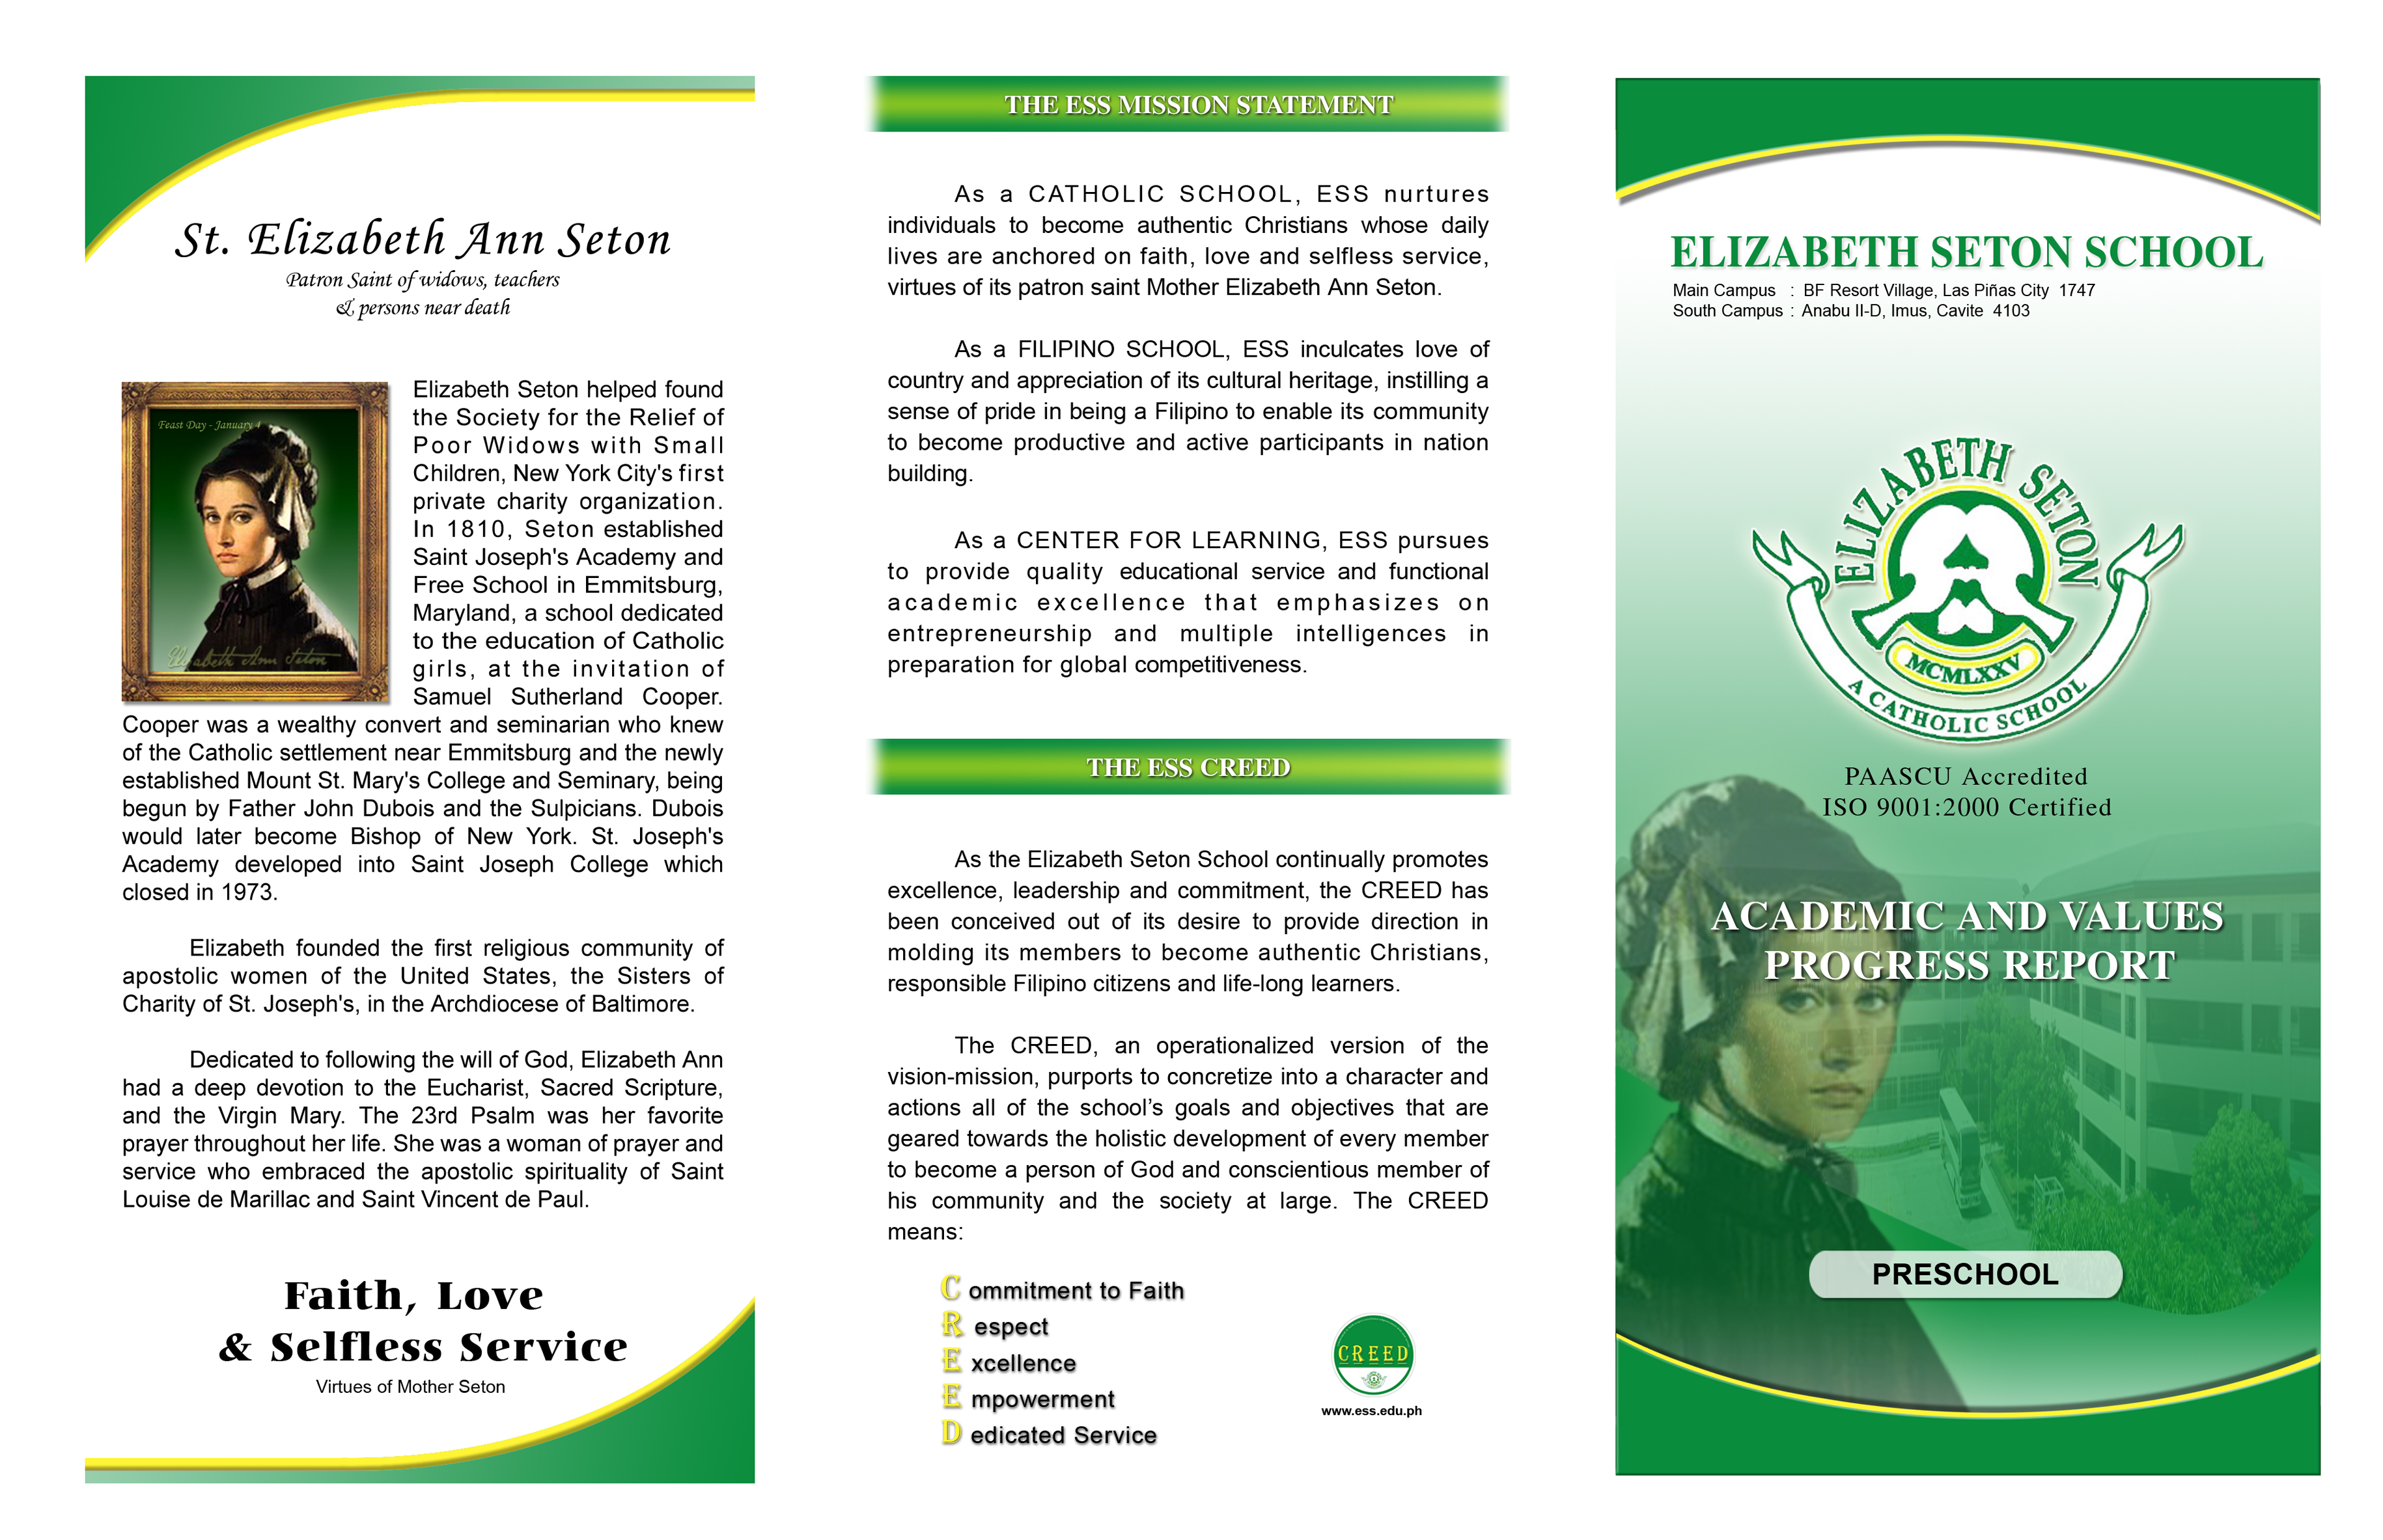 St. Elizabeth Ann Seton
Patron Saint of widows, teachers
& persons near death
Feast Day - January 4
Elizabeth Ann Seton
Elizabeth Seton helped found
the Society for the Relief of
Poor Widows with Small
Children, New York City's first
private charity organization.
In 1810, Seton established
Saint Joseph's Academy and
Free School in Emmitsburg,
Maryland, a school dedicated
to the education of Catholic
girls, at the invitation of
Samuel Sutherland Cooper.
Cooper was a wealthy convert and seminarian who knew
of the Catholic settlement near Emmitsburg and the newly
established Mount St. Mary's College and Seminary, being
begun by Father John Dubois and the Sulpicians. Dubois
would later become Bishop of New York. St. Joseph's
Academy developed into Saint Joseph College which
closed in 1973.
Elizabeth founded the first religious community of
apostolic women of the United States, the Sisters of
Charity of St. Joseph's, in the Archdiocese of Baltimore.
Dedicated to following the will of God, Elizabeth Ann
had a deep devotion to the Eucharist, Sacred Scripture,
and the Virgin Mary. The 23rd Psalm was her favorite
prayer throughout her life. She was a woman of prayer and
service who embraced the apostolic spirituality of Saint
Louise de Marillac and Saint Vincent de Paul.
Faith, Love
& Selfless Service
Virtues of Mother Seton
THE ESS MISSION STATEMENT
As a CATHOLIC SCHOOL, ESS nurtures
individuals to become authentic Christians whose daily
lives are anchored on faith, love and selfless service,
virtues of its patron saint Mother Elizabeth Ann Seton.
As a FILIPINO SCHOOL, ESS inculcates love of
country and appreciation of its cultural heritage, instilling a
sense of pride in being a Filipino to enable its community
to become productive and active participants in nation
building.
As a CENTER FOR LEARNING, ESS pursues
to provide quality educational service and functional
academic excellence that emphasizes on
entrepreneurship and multiple intelligences in
preparation for global competitiveness.
THE ESS CREED
As the Elizabeth Seton School continually promotes
excellence, leadership and commitment, the CREED has
been conceived out of its desire to provide direction in
molding its members to become authentic Christians,
responsible Filipino citizens and life-long learners.
The CREED, an operationalized version of the
vision-mission, purports to concretize into a character and
actions all of the school’s goals and objectives that are
geared towards the holistic development of every member
to become a person of God and conscientious member of
his community and the society at large. The CREED
means:
Commitment to Faith
Respect
Excellence
Empowerment
Dedicated Service
CREED
www.ess.edu.ph
ELIZABETH SETON SCHOOL
Main Campus : BF Resort Village, Las Piñas City 1747
South Campus : Anabu II-D, Imus, Cavite 4103
ELIZABETH SETON
MCMLXXV
A CATHOLIC SCHOOL
PAASCU Accredited
ISO 9001:2000 Certified
ACADEMIC AND VALUES
PROGRESS REPORT
PRESCHOOL